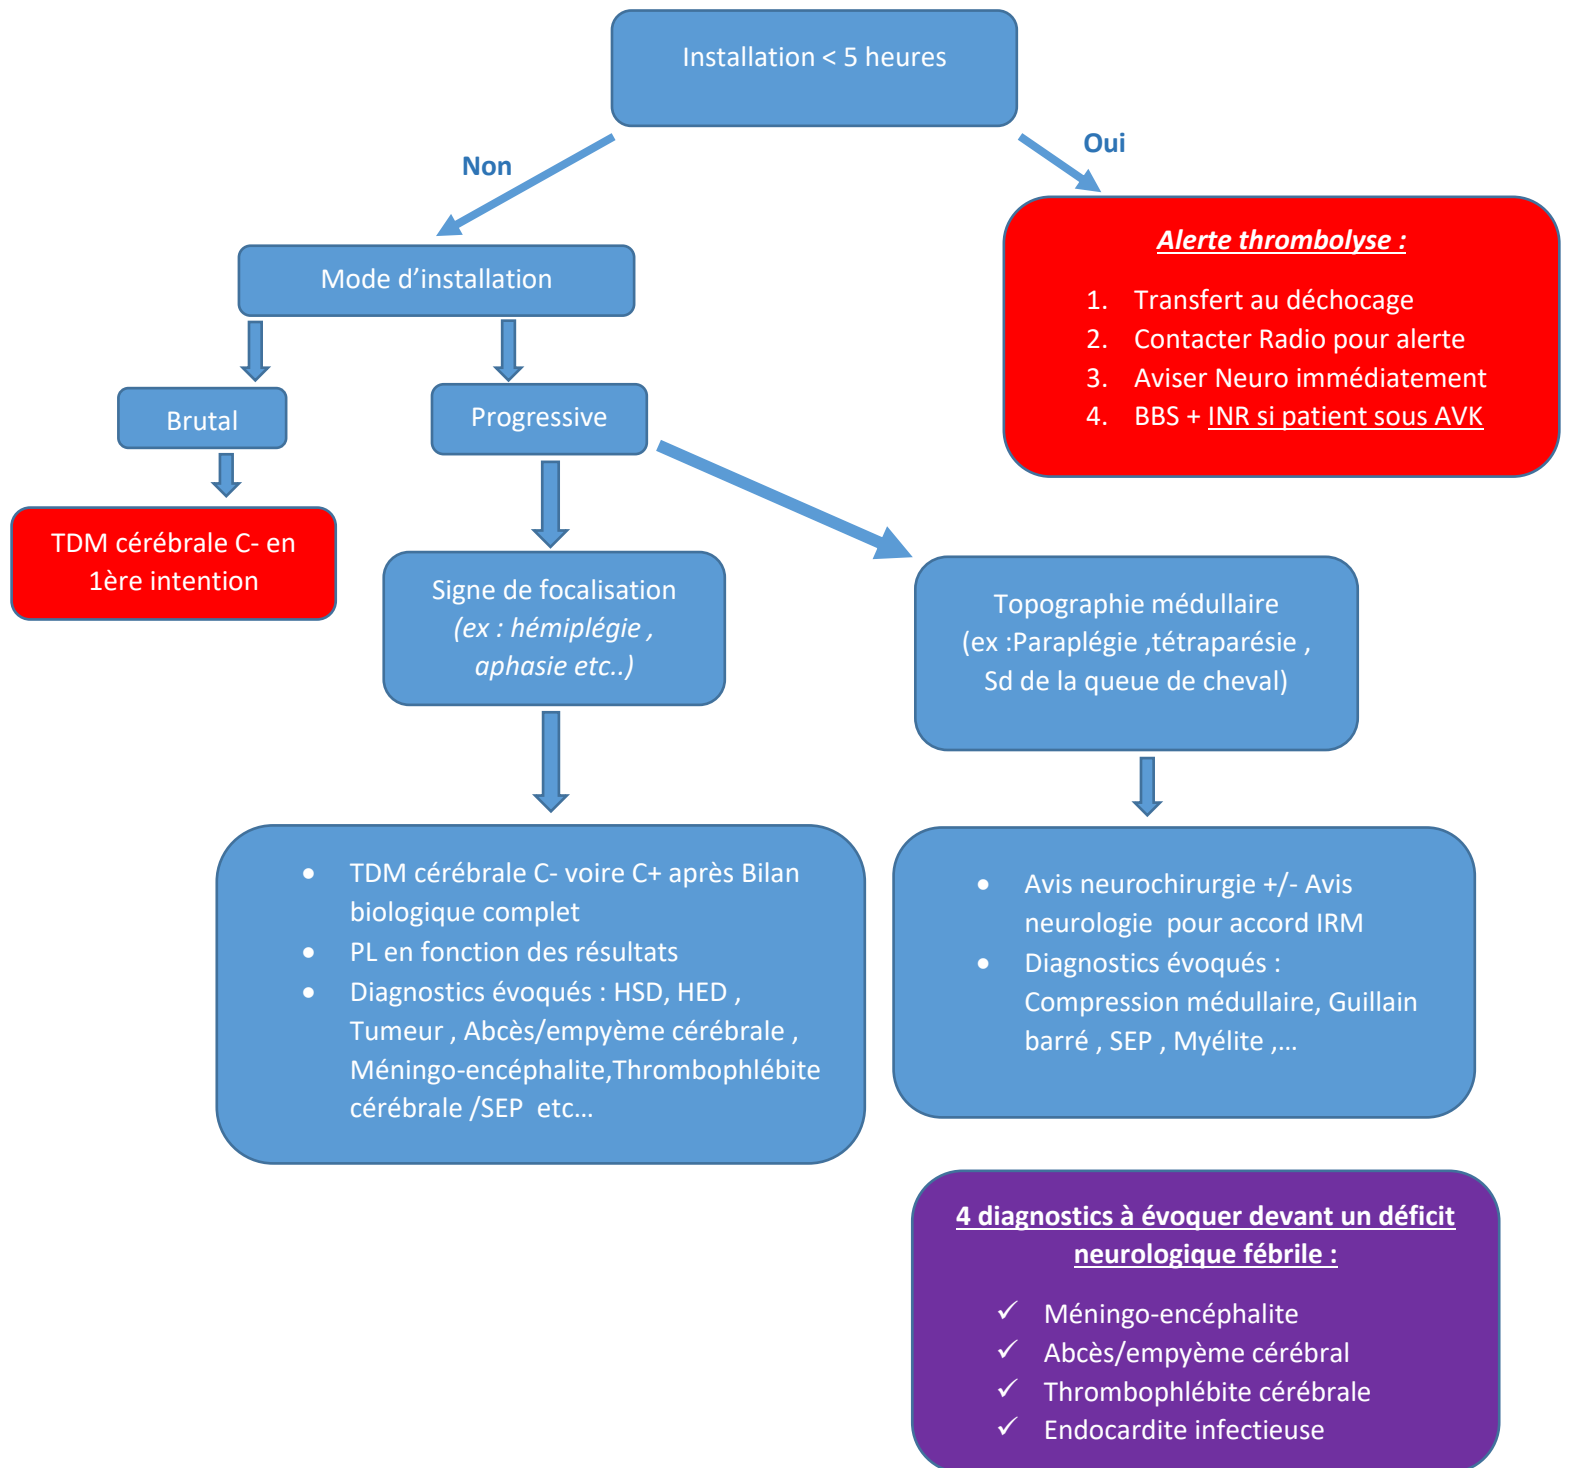 Installation < 5 heures
Non
Oui
Alerte thrombolyse :
1. Transfert au déchocage
2. Contacter Radio pour alerte
3. Aviser Neuro immédiatement
4. BBS + INR si patient sous AVK
Mode d’installation
Brutal
Progressive
TDM cérébrale C- en
1ère intention
Signe de focalisation
(ex : hémiplégie ,
aphasie etc..)
Topographie médullaire
(ex :Paraplégie ,tétraparésie ,
Sd de la queue de cheval)
• TDM cérébrale C- voire C+ après Bilan
biologique complet
• PL en fonction des résultats
• Diagnostics évoqués : HSD, HED ,
Tumeur , Abcès/empyème cérébrale ,
Méningo-encéphalite,Thrombophlébite
cérébrale /SEP etc…
• Avis neurochirurgie +/- Avis
neurologie pour accord IRM
• Diagnostics évoqués :
Compression médullaire, Guillain
barré , SEP , Myélite ,…
4 diagnostics à évoquer devant un déficit
neurologique fébrile :
✓ Méningo-encéphalite
✓ Abcès/empyème cérébral
✓ Thrombophlébite cérébrale
✓ Endocardite infectieuse